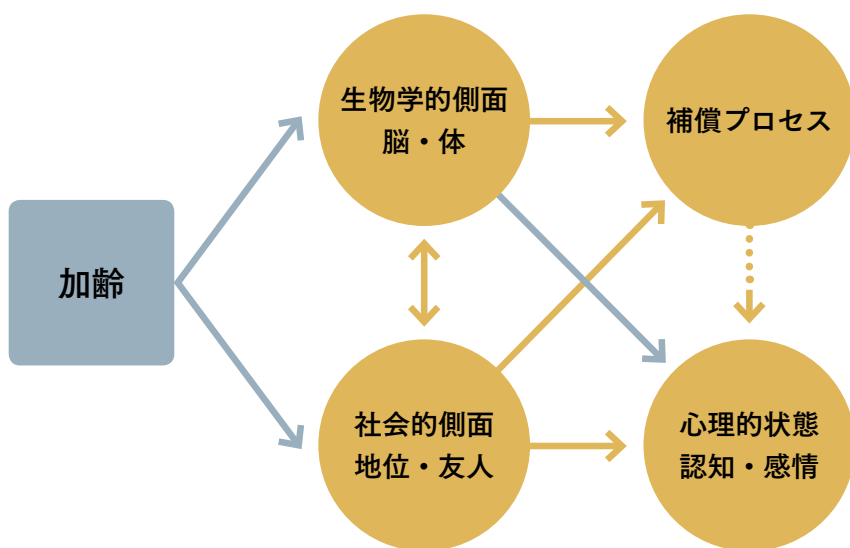 加齢
生物学的側面
脳・体
補償プロセス
社会的側面
地位・友人
心理的状態
認知・感情